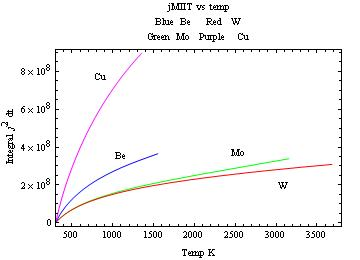 jMIIT vs temp
Blue Be Red W
Green Mo Purple Cu
8 × 10^8
6 × 10^8
4 × 10^8
2 × 10^8
0
Integral J^2 dt
Cu
Be
Mo
W
500 1000 1500 2000 2500 3000 3500
Temp K